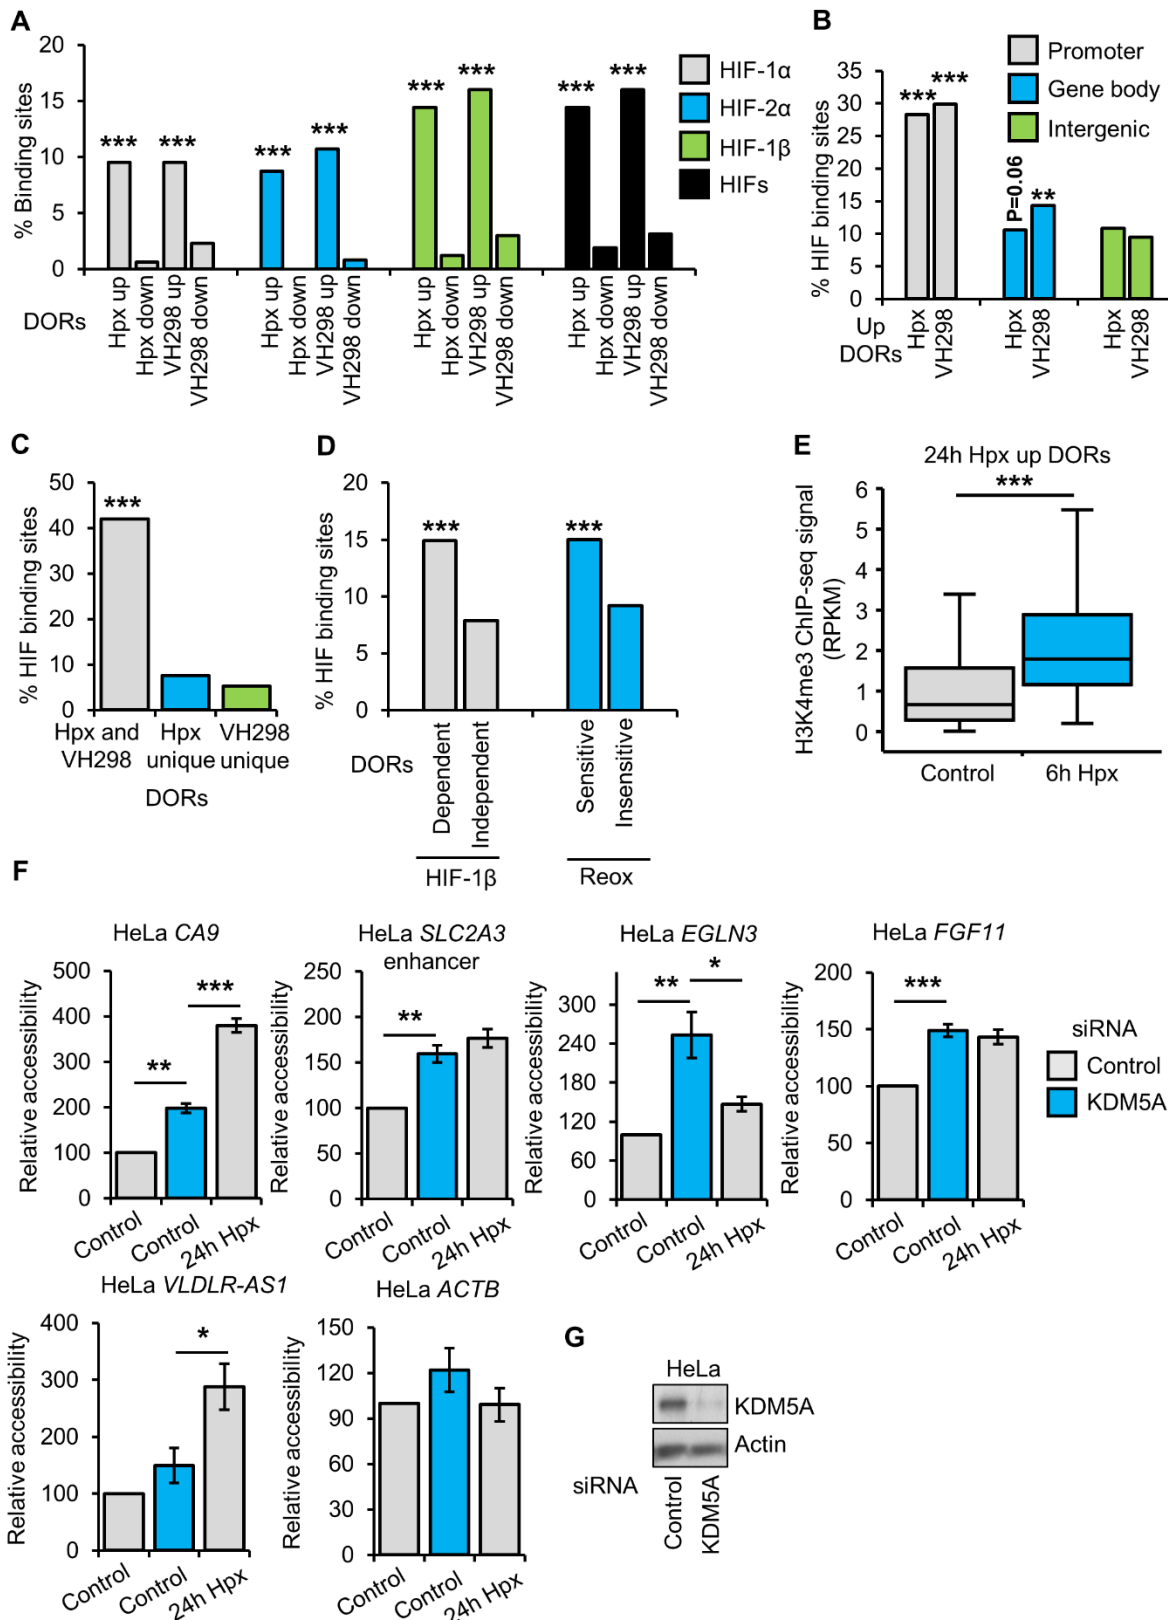 A
20
15
10
5
0
% Binding sites
***
***
***
***
***
***
***
***
HIF-1α
HIF-2α
HIF-1β
HIFs
DORs
Hpx up
Hpx down
VH298 up
VH298 down
Hpx up
Hpx down
VH298 up
VH298 down
Hpx up
Hpx down
VH298 up
VH298 down
Hpx up
Hpx down
VH298 up
VH298 down
B
Promoter
Gene body
Intergenic
35
30
25
20
15
10
5
0
% HIF binding sites
***
***
P=0.06
**
Up
DORs
Hpx
VH298
Hpx
VH298
Hpx
VH298
C
50
40
30
20
10
0
% HIF binding sites
***
Hpx and
VH298
Hpx
unique
VH298
unique
DORs
D
20
15
10
5
0
% HIF binding sites
***
***
DORs
Dependent
Independent
Sensitive
Insensitive
HIF-1β
Reox
E
24h Hpx up DORs
***
6
5
4
3
2
1
0
H3K4me3 ChIP-seq signal
(RPKM)
Control
6h Hpx
F
HeLa CA9
500
400
300
200
100
0
Relative accessibility
**
***
Control
Control
24h Hpx
HeLa SLC2A3
enhancer
250
200
150
100
50
0
Relative accessibility
**
Control
Control
24h Hpx
HeLa EGLN3
300
240
180
120
60
0
Relative accessibility
**
*
Control
Control
24h Hpx
HeLa FGF11
200
150
100
50
0
Relative accessibility
***
Control
Control
24h Hpx
siRNA
Control
KDM5A
HeLa VLDLR-AS1
400
300
200
100
0
Relative accessibility
*
Control
Control
24h Hpx
HeLa ACTB
150
120
90
60
30
0
Relative accessibility
Control
Control
24h Hpx
G
HeLa
KDM5A
Actin
siRNA
Control
KDM5A